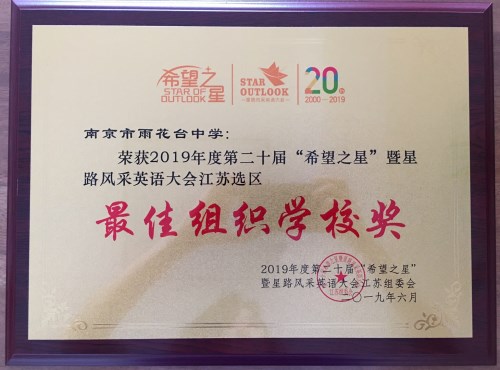 希望之星
STAR OF
OUTLOOK
STAR
OUTLOOK
20
2000—2019
南京市雨花台中学:
荣获2019年度第二十届“希望之星”暨星
路风采英语大会江苏选区
最佳组织学校奖
2019年度第二十届“希望之星”
暨星路风采英语大会江苏组委会
二〇一九年六月